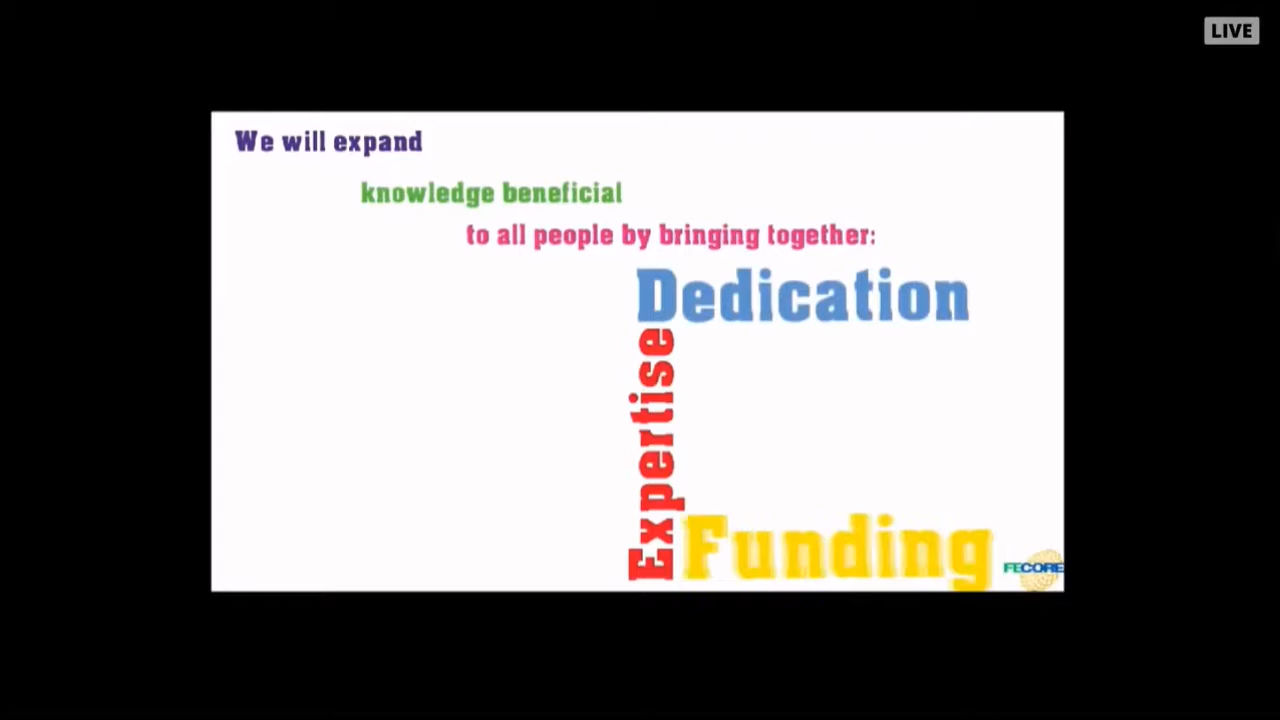 LIVE
We will expand
knowledge beneficial
to all people by bringing together:
Dedication
Expertise
Funding
FECORE